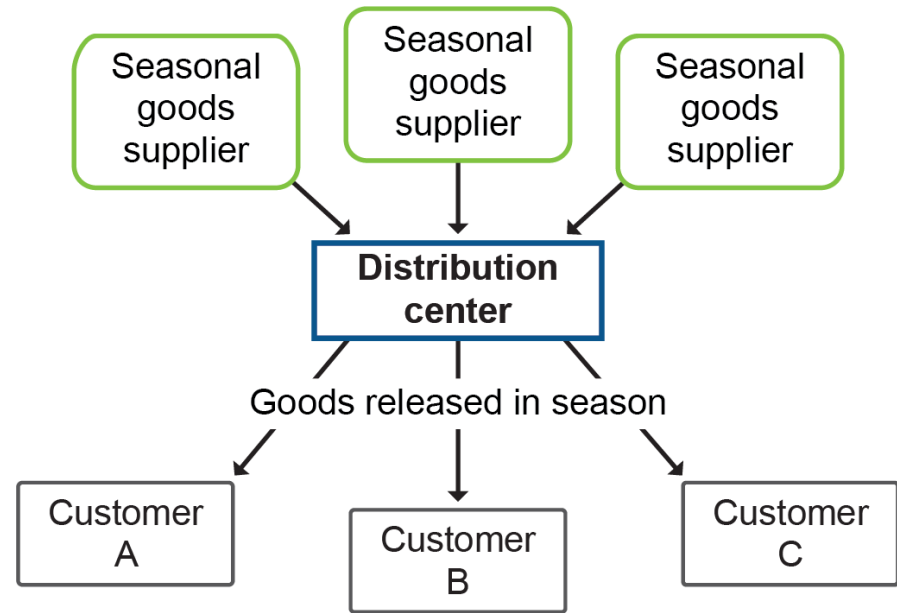 Seasonal
goods
supplier
Seasonal
goods
supplier
Seasonal
goods
supplier
Distribution
center
Goods released in season
Customer
A
Customer
B
Customer
C